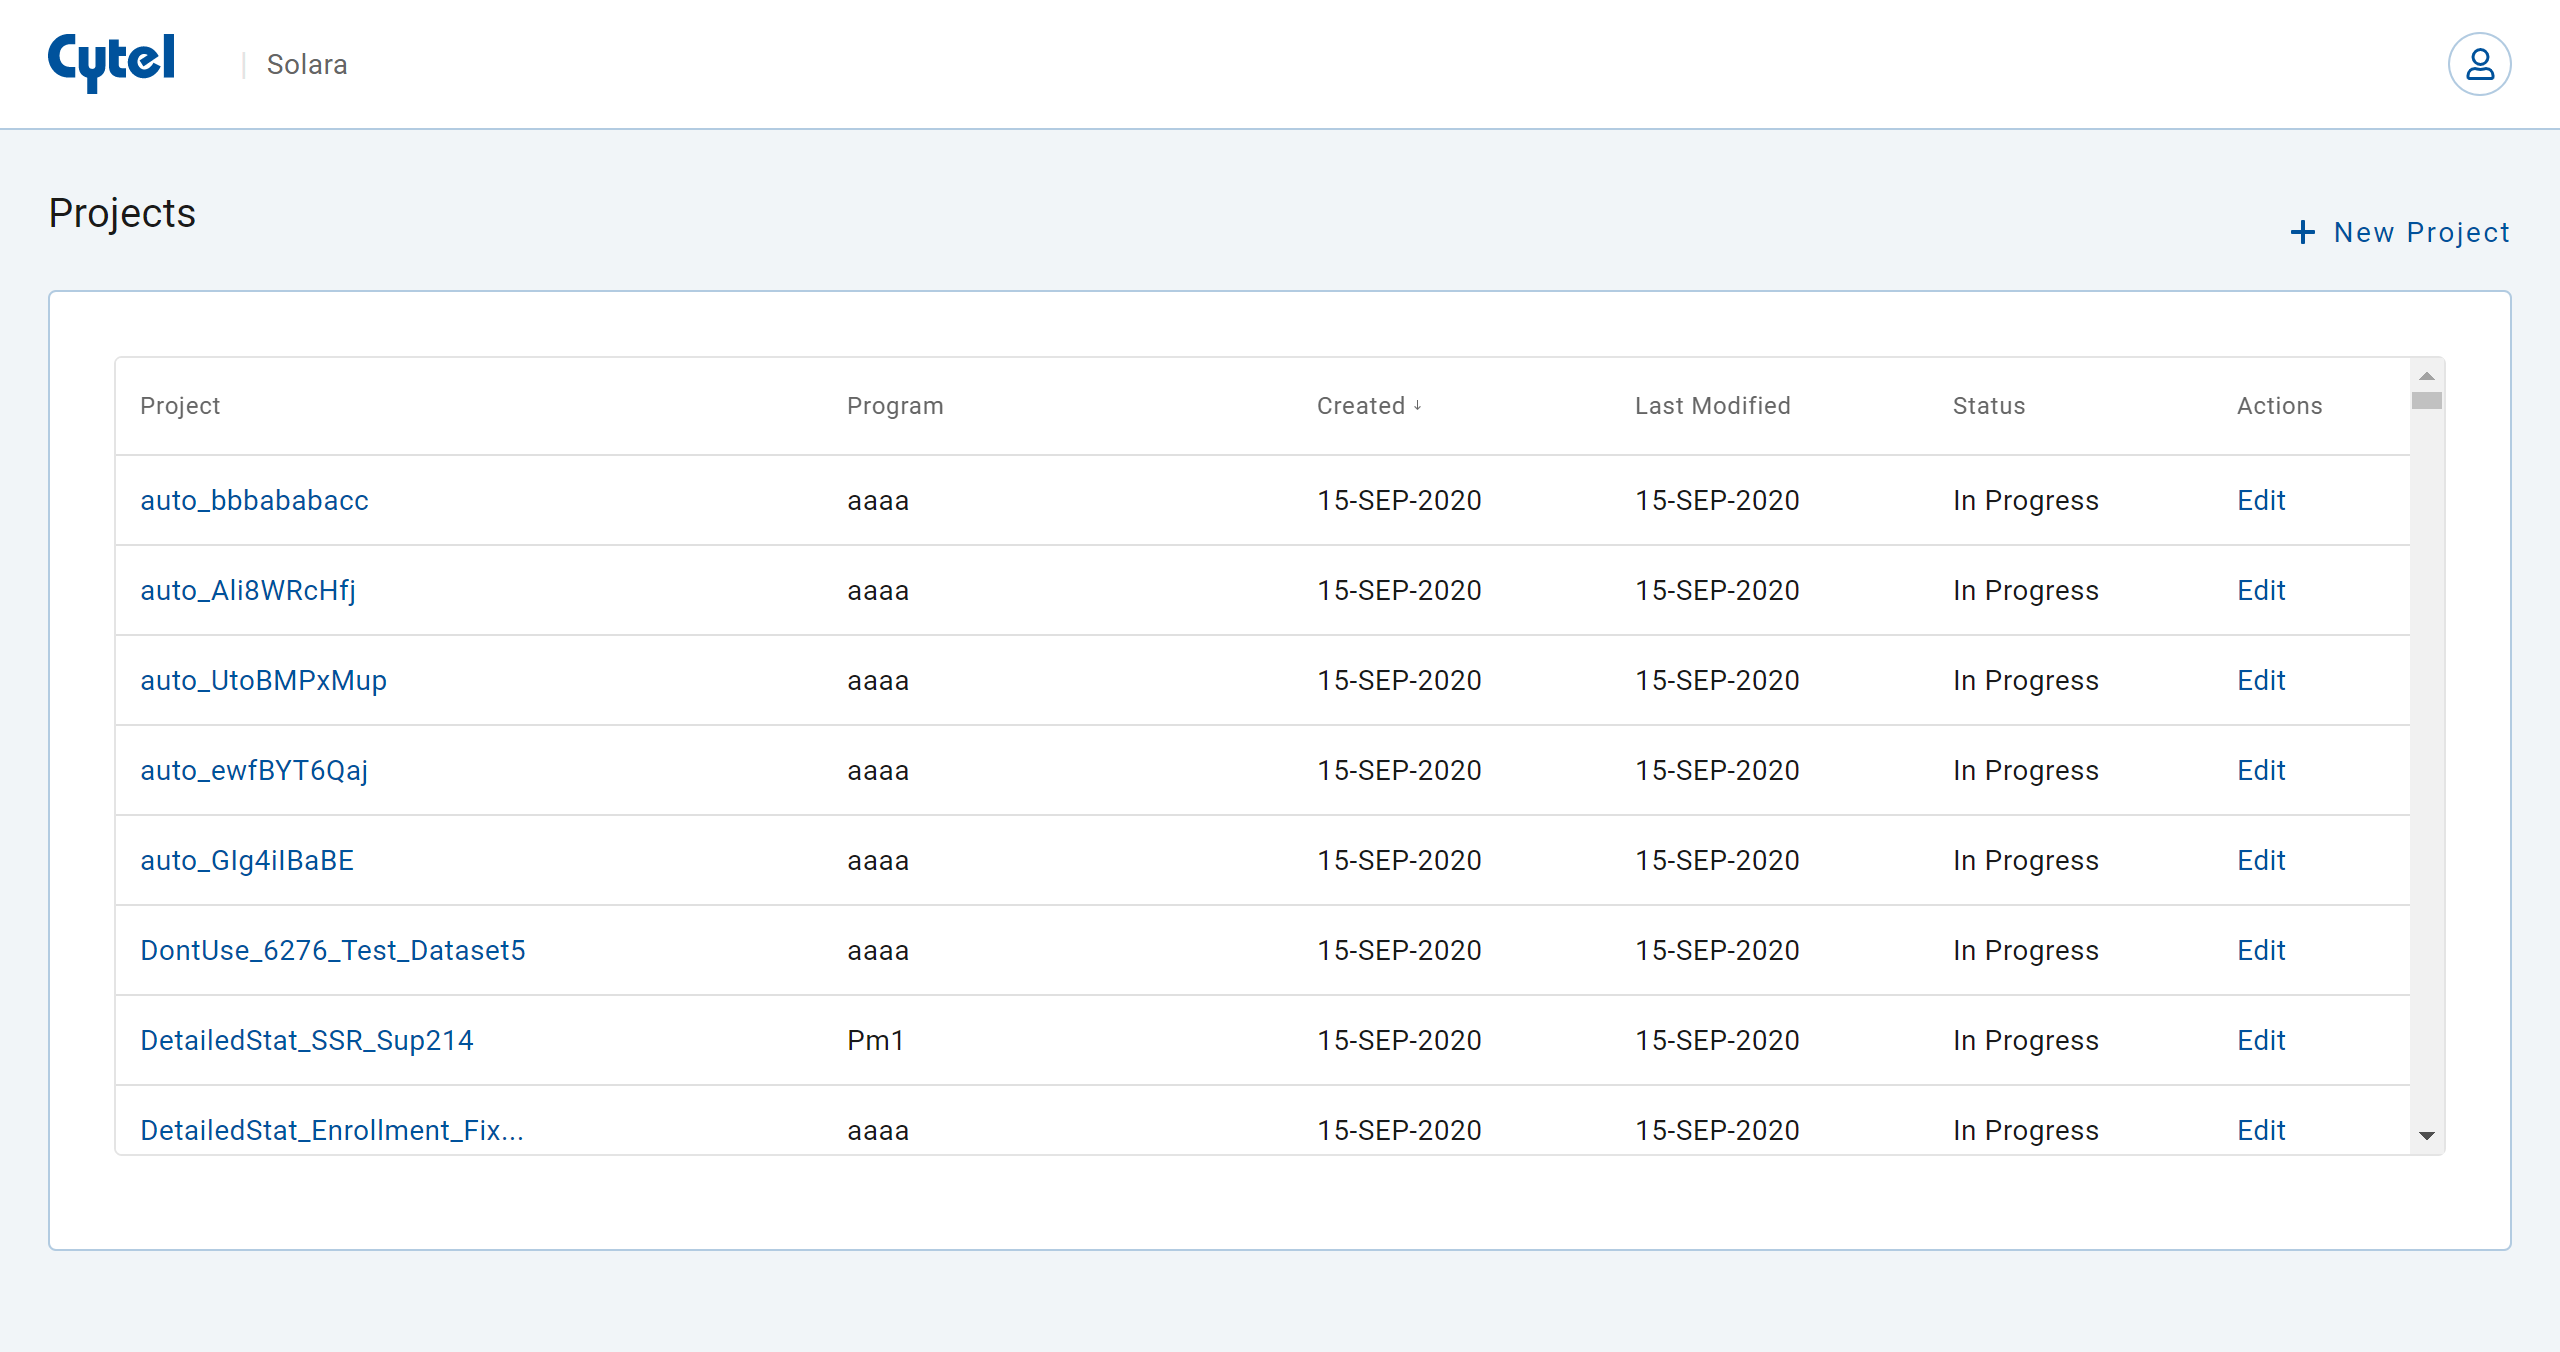 Cytel | Solara
Projects
+ New Project
Project Program Created ↓ Last Modified Status Actions
auto_bbbababacc aaaa 15-SEP-2020 15-SEP-2020 In Progress Edit
auto_Ali8WRcHfj aaaa 15-SEP-2020 15-SEP-2020 In Progress Edit
auto_UtoBMPxMup aaaa 15-SEP-2020 15-SEP-2020 In Progress Edit
auto_ewfBYT6Qaj aaaa 15-SEP-2020 15-SEP-2020 In Progress Edit
auto_GIg4iIBaBE aaaa 15-SEP-2020 15-SEP-2020 In Progress Edit
DontUse_6276_Test_Dataset5 aaaa 15-SEP-2020 15-SEP-2020 In Progress Edit
DetailedStat_SSR_Sup214 Pm1 15-SEP-2020 15-SEP-2020 In Progress Edit
DetailedStat_Enrollment_Fix... aaaa 15-SEP-2020 15-SEP-2020 In Progress Edit